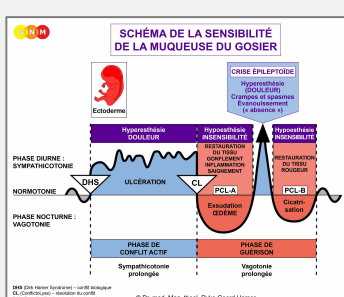 GNM
SCHÉMA DE LA SENSIBILITÉ
DE LA MUQUEUSE DU GOSIER
Ectoderme
CRISE ÉPILEPTOÏDE
Hyperesthésie
(DOULEUR)
Crampes et spasmes
Évanouissement
(« absence »)
Hyperesthésie
DOULEUR
Hypoesthésie
INSENSIBILITÉ
Hypoesthésie
INSENSIBILITÉ
PHASE DIURNE :
SYMPATHICOTONIE
RESTAURATION
DU TISSU
GONFLEMENT
INFLAMMATION
SAIGNEMENT
RESTAURATION
DU TISSU
ROUGEUR
DHS
ULCÉRATION
CL
PCL-A
PCL-B
NORMOTONIE
Exsudation
ŒDÈME
Cicatri-
sation
PHASE NOCTURNE :
VAGOTONIE
PHASE DE
CONFLIT ACTIF
PHASE DE
GUÉRISON
Sympathicotonie
prolongée
Vagotonie
prolongée
DHS (Dirk Hamer Syndrome) – conflit biologique
CL (ConflictoLyse) – résolution du conflit